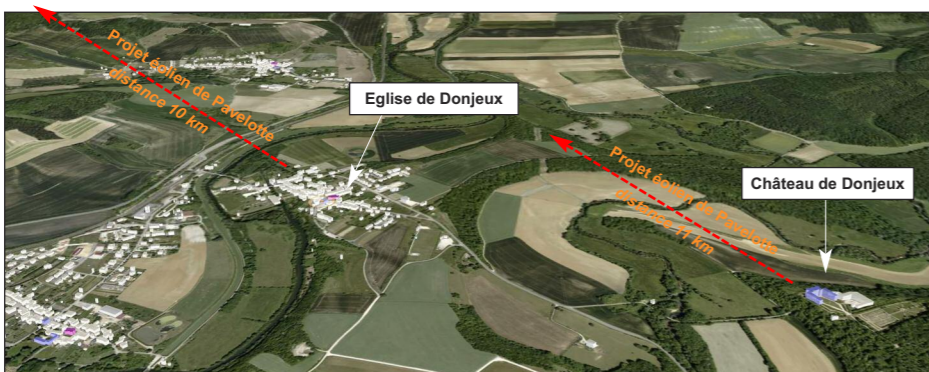 Projet éolien de Pavelotte
distance 10 km
Eglise de Donjeux
Projet éolien de Pavelotte
distance 11 km
Château de Donjeux